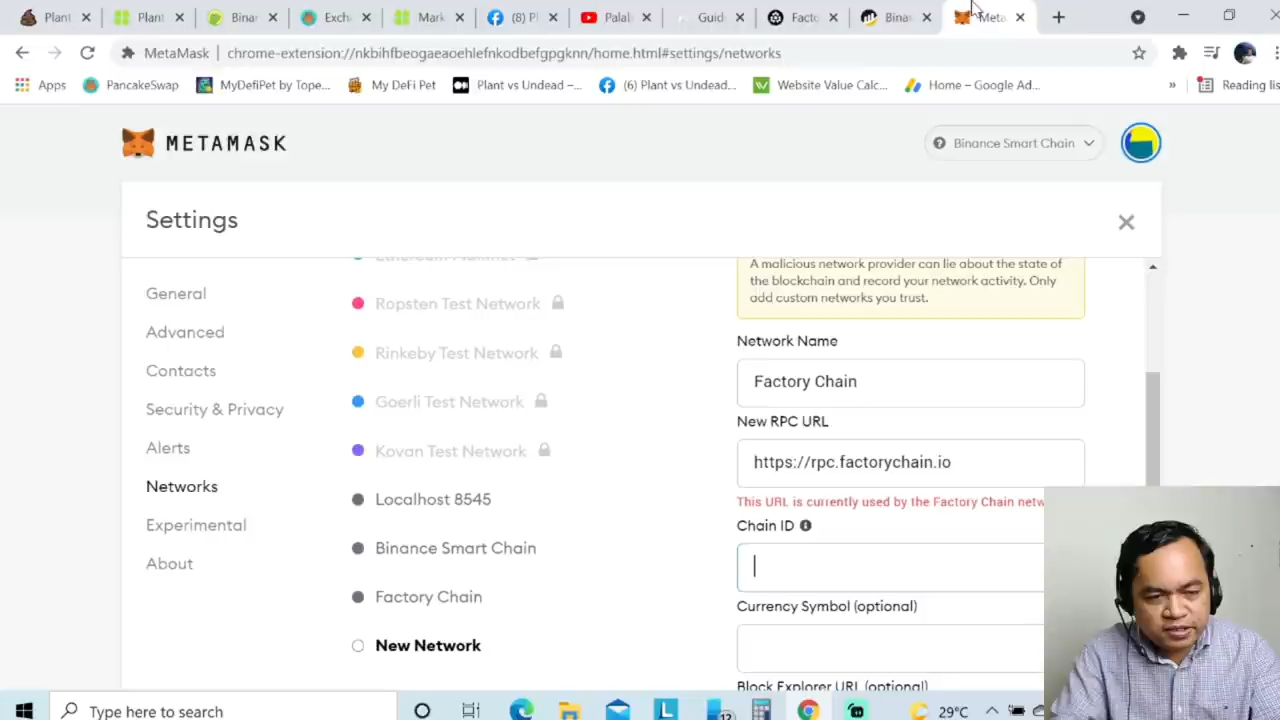 Plant
Plant
Binar
Exch
Mark
(8) P
Palal
Guide
Facto
Binar
Meta
MetaMask
chrome-extension://nkbihfbeogaeaoehlefnkodbefgpgknn/home.html#settings/networks
Apps
PancakeSwap
MyDefiPet by Tope...
My DeFi Pet
Plant vs Undead –...
(6) Plant vs Undead...
Website Value Calc...
Home – Google Ad...
»
Reading list
METAMASK
Binance Smart Chain
Settings
General
Advanced
Contacts
Security & Privacy
Alerts
Networks
Experimental
About
Ropsten Test Network
Rinkeby Test Network
Goerli Test Network
Kovan Test Network
Localhost 8545
Binance Smart Chain
Factory Chain
New Network
A malicious network provider can lie about the state of
the blockchain and record your network activity. Only
add custom networks you trust.
Network Name
Factory Chain
New RPC URL
https://rpc.factorychain.io
This URL is currently used by the Factory Chain netw
Chain ID
Currency Symbol (optional)
Block Explorer URL (optional)
Type here to search
12
29°C